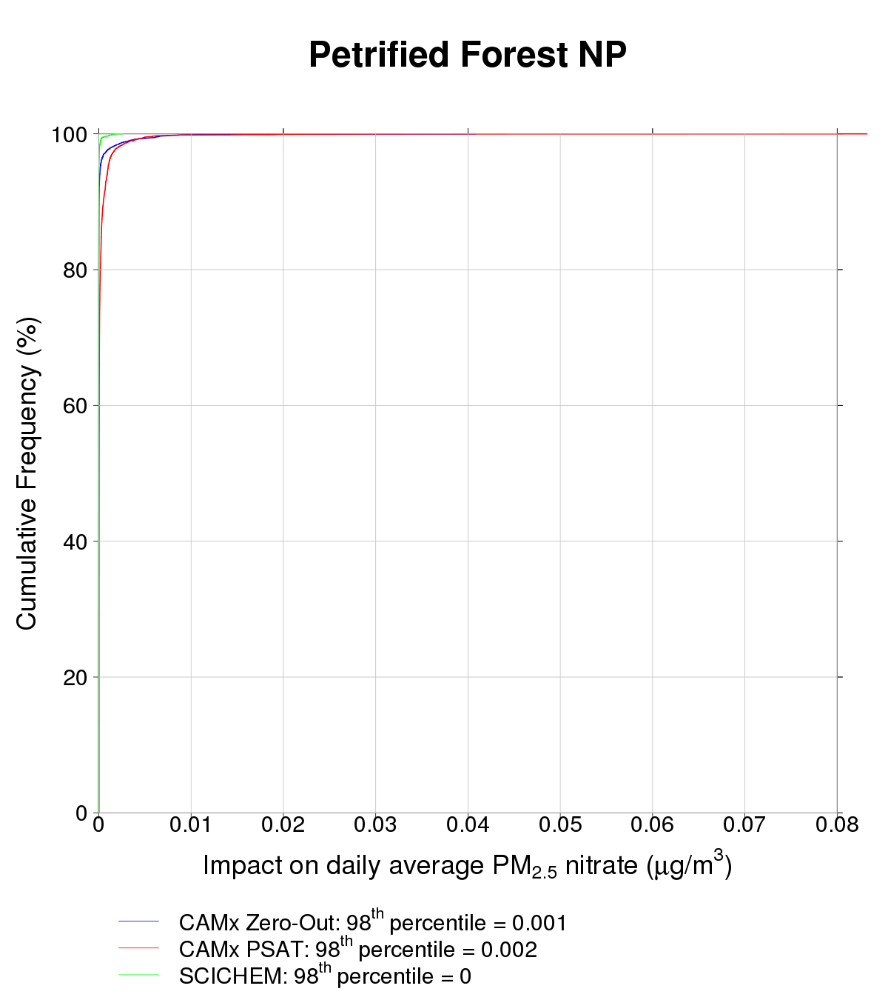 Petrified Forest NP
100
80
60
40
20
0
Cumulative Frequency (%)
0 0.01 0.02 0.03 0.04 0.05 0.06 0.07 0.08
Impact on daily average PM2.5 nitrate (μg/m3)
CAMx Zero-Out: 98th percentile = 0.001
CAMx PSAT: 98th percentile = 0.002
SCICHEM: 98th percentile = 0